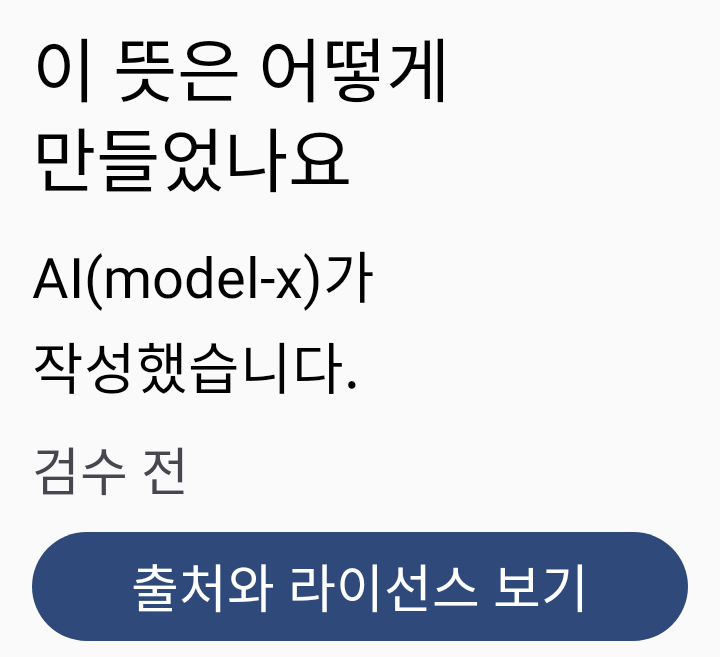 이 뜻은 어떻게
만들었나요
AI(model-x)가
작성했습니다.
검수 전
출처와 라이선스 보기